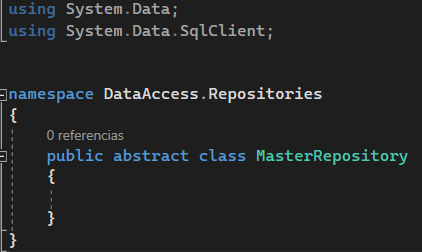 using System.Data;
using System.Data.SqlClient;
namespace DataAccess.Repositories
{
0 referencias
public abstract class MasterRepository
{
}
}